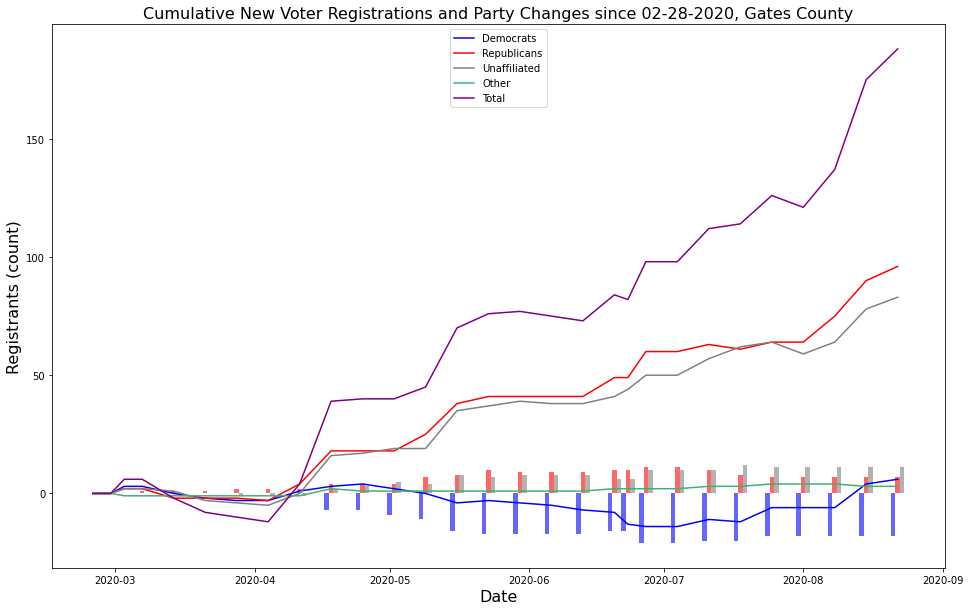 Cumulative New Voter Registrations and Party Changes since 02-28-2020, Gates County
Democrats
Republicans
Unaffiliated
Other
Total
Registrants (count)
150
100
50
0
2020-03
2020-04
2020-05
2020-06
2020-07
2020-08
2020-09
Date